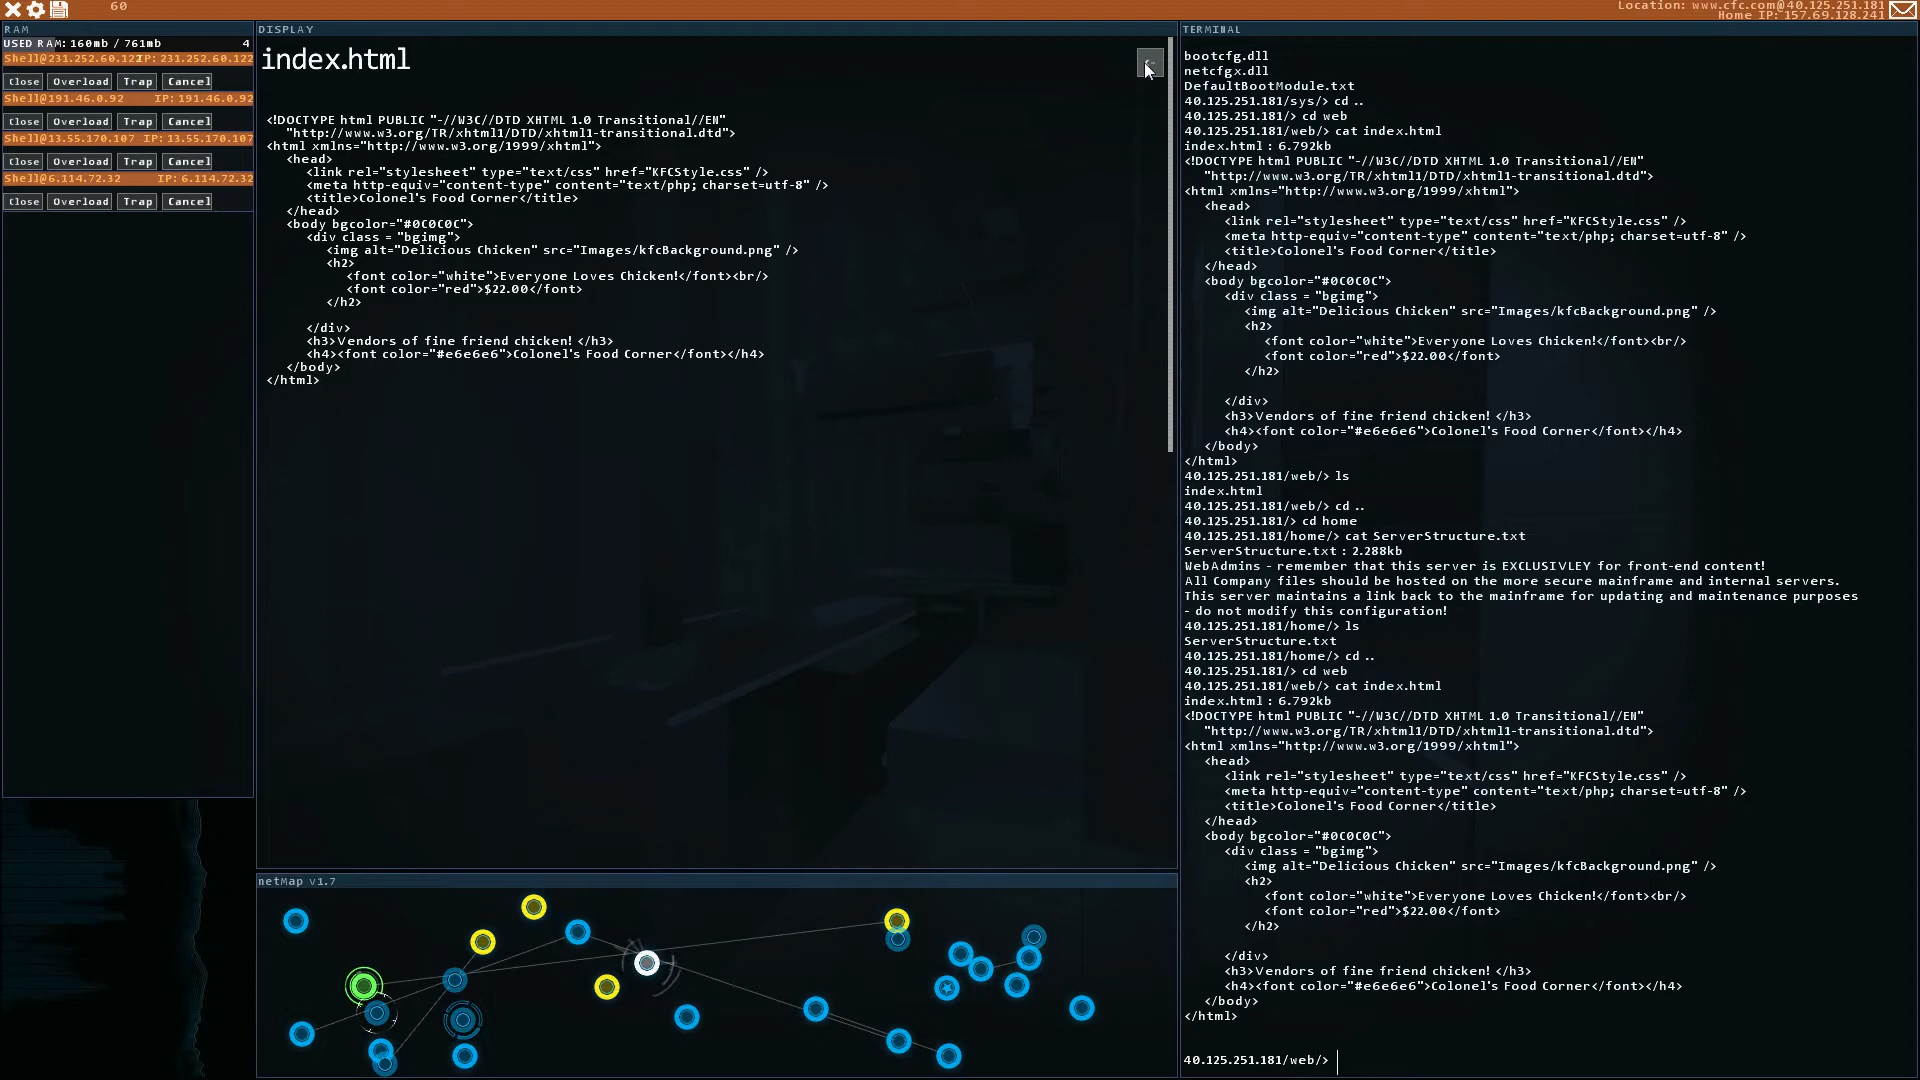 60
Location: www.cfc.com@40.125.251.181
Home IP: 157.69.128.241
RAM
USED RAM: 160mb / 761mb 4
Shell@231.252.60.122 IP: 231.252.60.122
Close Overload Trap Cancel
Shell@191.46.0.92 IP: 191.46.0.92
Close Overload Trap Cancel
Shell@13.55.170.107 IP: 13.55.170.107
Close Overload Trap Cancel
Shell@6.114.72.32 IP: 6.114.72.32
Close Overload Trap Cancel
DISPLAY
index.html
<!DOCTYPE html PUBLIC "-//W3C//DTD XHTML 1.0 Transitional//EN"
"http://www.w3.org/TR/xhtml1/DTD/xhtml1-transitional.dtd">
<html xmlns="http://www.w3.org/1999/xhtml">
<head>
<link rel="stylesheet" type="text/css" href="KFCStyle.css" />
<meta http-equiv="content-type" content="text/php; charset=utf-8" />
<title>Colonel's Food Corner</title>
</head>
<body bgcolor="#0C0C0C">
<div class = "bgimg">
<img alt="Delicious Chicken" src="Images/kfcBackground.png" />
<h2>
<font color="white">Everyone Loves Chicken!</font><br/>
<font color="red">$22.00</font>
</h2>
</div>
<h3>Vendors of fine friend chicken! </h3>
<h4><font color="#e6e6e6">Colonel's Food Corner</font></h4>
</body>
</html>
netMap v1.7
TERMINAL
bootcfg.dll
netcfgx.dll
DefaultBootModule.txt
40.125.251.181/sys/> cd ..
40.125.251.181/> cd web
40.125.251.181/web/> cat index.html
index.html : 6.792kb
<!DOCTYPE html PUBLIC "-//W3C//DTD XHTML 1.0 Transitional//EN"
"http://www.w3.org/TR/xhtml1/DTD/xhtml1-transitional.dtd">
<html xmlns="http://www.w3.org/1999/xhtml">
<head>
<link rel="stylesheet" type="text/css" href="KFCStyle.css" />
<meta http-equiv="content-type" content="text/php; charset=utf-8" />
<title>Colonel's Food Corner</title>
</head>
<body bgcolor="#0C0C0C">
<div class = "bgimg">
<img alt="Delicious Chicken" src="Images/kfcBackground.png" />
<h2>
<font color="white">Everyone Loves Chicken!</font><br/>
<font color="red">$22.00</font>
</h2>
</div>
<h3>Vendors of fine friend chicken! </h3>
<h4><font color="#e6e6e6">Colonel's Food Corner</font></h4>
</body>
</html>
40.125.251.181/web/> ls
index.html
40.125.251.181/web/> cd ..
40.125.251.181/> cd home
40.125.251.181/home/> cat ServerStructure.txt
ServerStructure.txt : 2.288kb
WebAdmins - remember that this server is EXCLUSIVLEY for front-end content!
All Company files should be hosted on the more secure mainframe and internal servers.
This server maintains a link back to the mainframe for updating and maintenance purposes
- do not modify this configuration!
40.125.251.181/home/> ls
ServerStructure.txt
40.125.251.181/home/> cd ..
40.125.251.181/> cd web
40.125.251.181/web/> cat index.html
index.html : 6.792kb
<!DOCTYPE html PUBLIC "-//W3C//DTD XHTML 1.0 Transitional//EN"
"http://www.w3.org/TR/xhtml1/DTD/xhtml1-transitional.dtd">
<html xmlns="http://www.w3.org/1999/xhtml">
<head>
<link rel="stylesheet" type="text/css" href="KFCStyle.css" />
<meta http-equiv="content-type" content="text/php; charset=utf-8" />
<title>Colonel's Food Corner</title>
</head>
<body bgcolor="#0C0C0C">
<div class = "bgimg">
<img alt="Delicious Chicken" src="Images/kfcBackground.png" />
<h2>
<font color="white">Everyone Loves Chicken!</font><br/>
<font color="red">$22.00</font>
</h2>
</div>
<h3>Vendors of fine friend chicken! </h3>
<h4><font color="#e6e6e6">Colonel's Food Corner</font></h4>
</body>
</html>
40.125.251.181/web/>